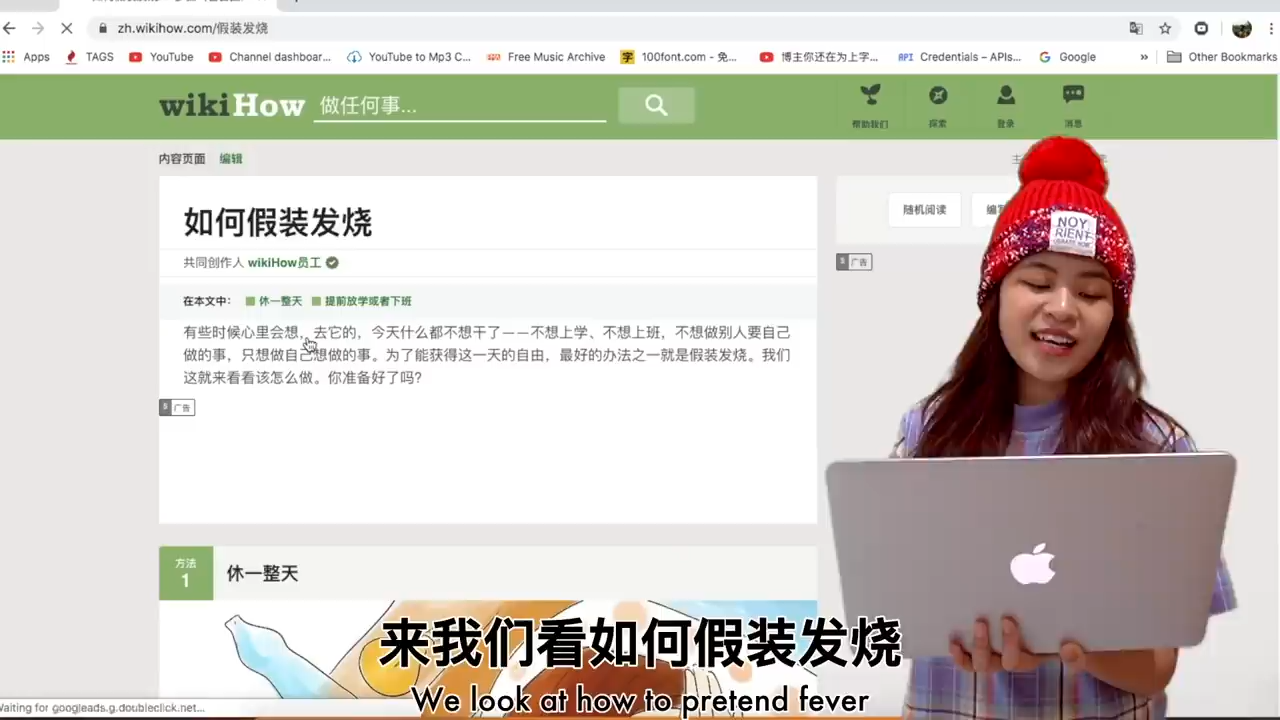 zh.wikihow.com/假装发烧
Apps
TAGS
YouTube
Channel dashboar...
YouTube to Mp3 C...
Free Music Archive
字 100font.com - 免...
博主你还在为上字...
API Credentials – APIs...
Google
»
Other Bookmarks
wikiHow
做任何事...
帮助我们
探索
登录
消息
内容页面 编辑
如何假装发烧
共同创作人 wikiHow员工
在本文中: 休一整天 提前放学或者下班
有些时候心里会想，去它的，今天什么都不想干了——不想上学、不想上班，不想做别人要自己
做的事，只想做自己想做的事。为了能获得这一天的自由，最好的办法之一就是假装发烧。我们
这就来看看该怎么做。你准备好了吗?
广告
随机阅读
广告
NOY
RIENT
方法
1
休一整天
来我们看如何假装发烧
We look at how to pretend fever
Waiting for googleads.g.doubleclick.net...